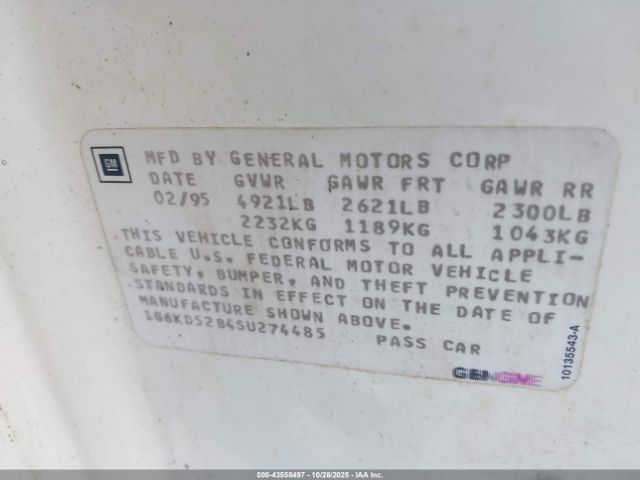 GM
MFD BY GENERAL MOTORS CORP
DATE GVWR GAWR FRT GAWR RR
02/95 4921LB 2621LB 2300LB
2232KG 1189KG 1043KG
THIS VEHICLE CONFORMS TO ALL APPLI-
CABLE U.S. FEDERAL MOTOR VEHICLE
SAFETY, BUMPER, AND THEFT PREVENTION
STANDARDS IN EFFECT ON THE DATE OF
MANUFACTURE SHOWN ABOVE.
1G6KD52B4SU274485 PASS CAR
GENUINE
10135543-A
000-43558497 - 10/28/2025 - IAA Inc.